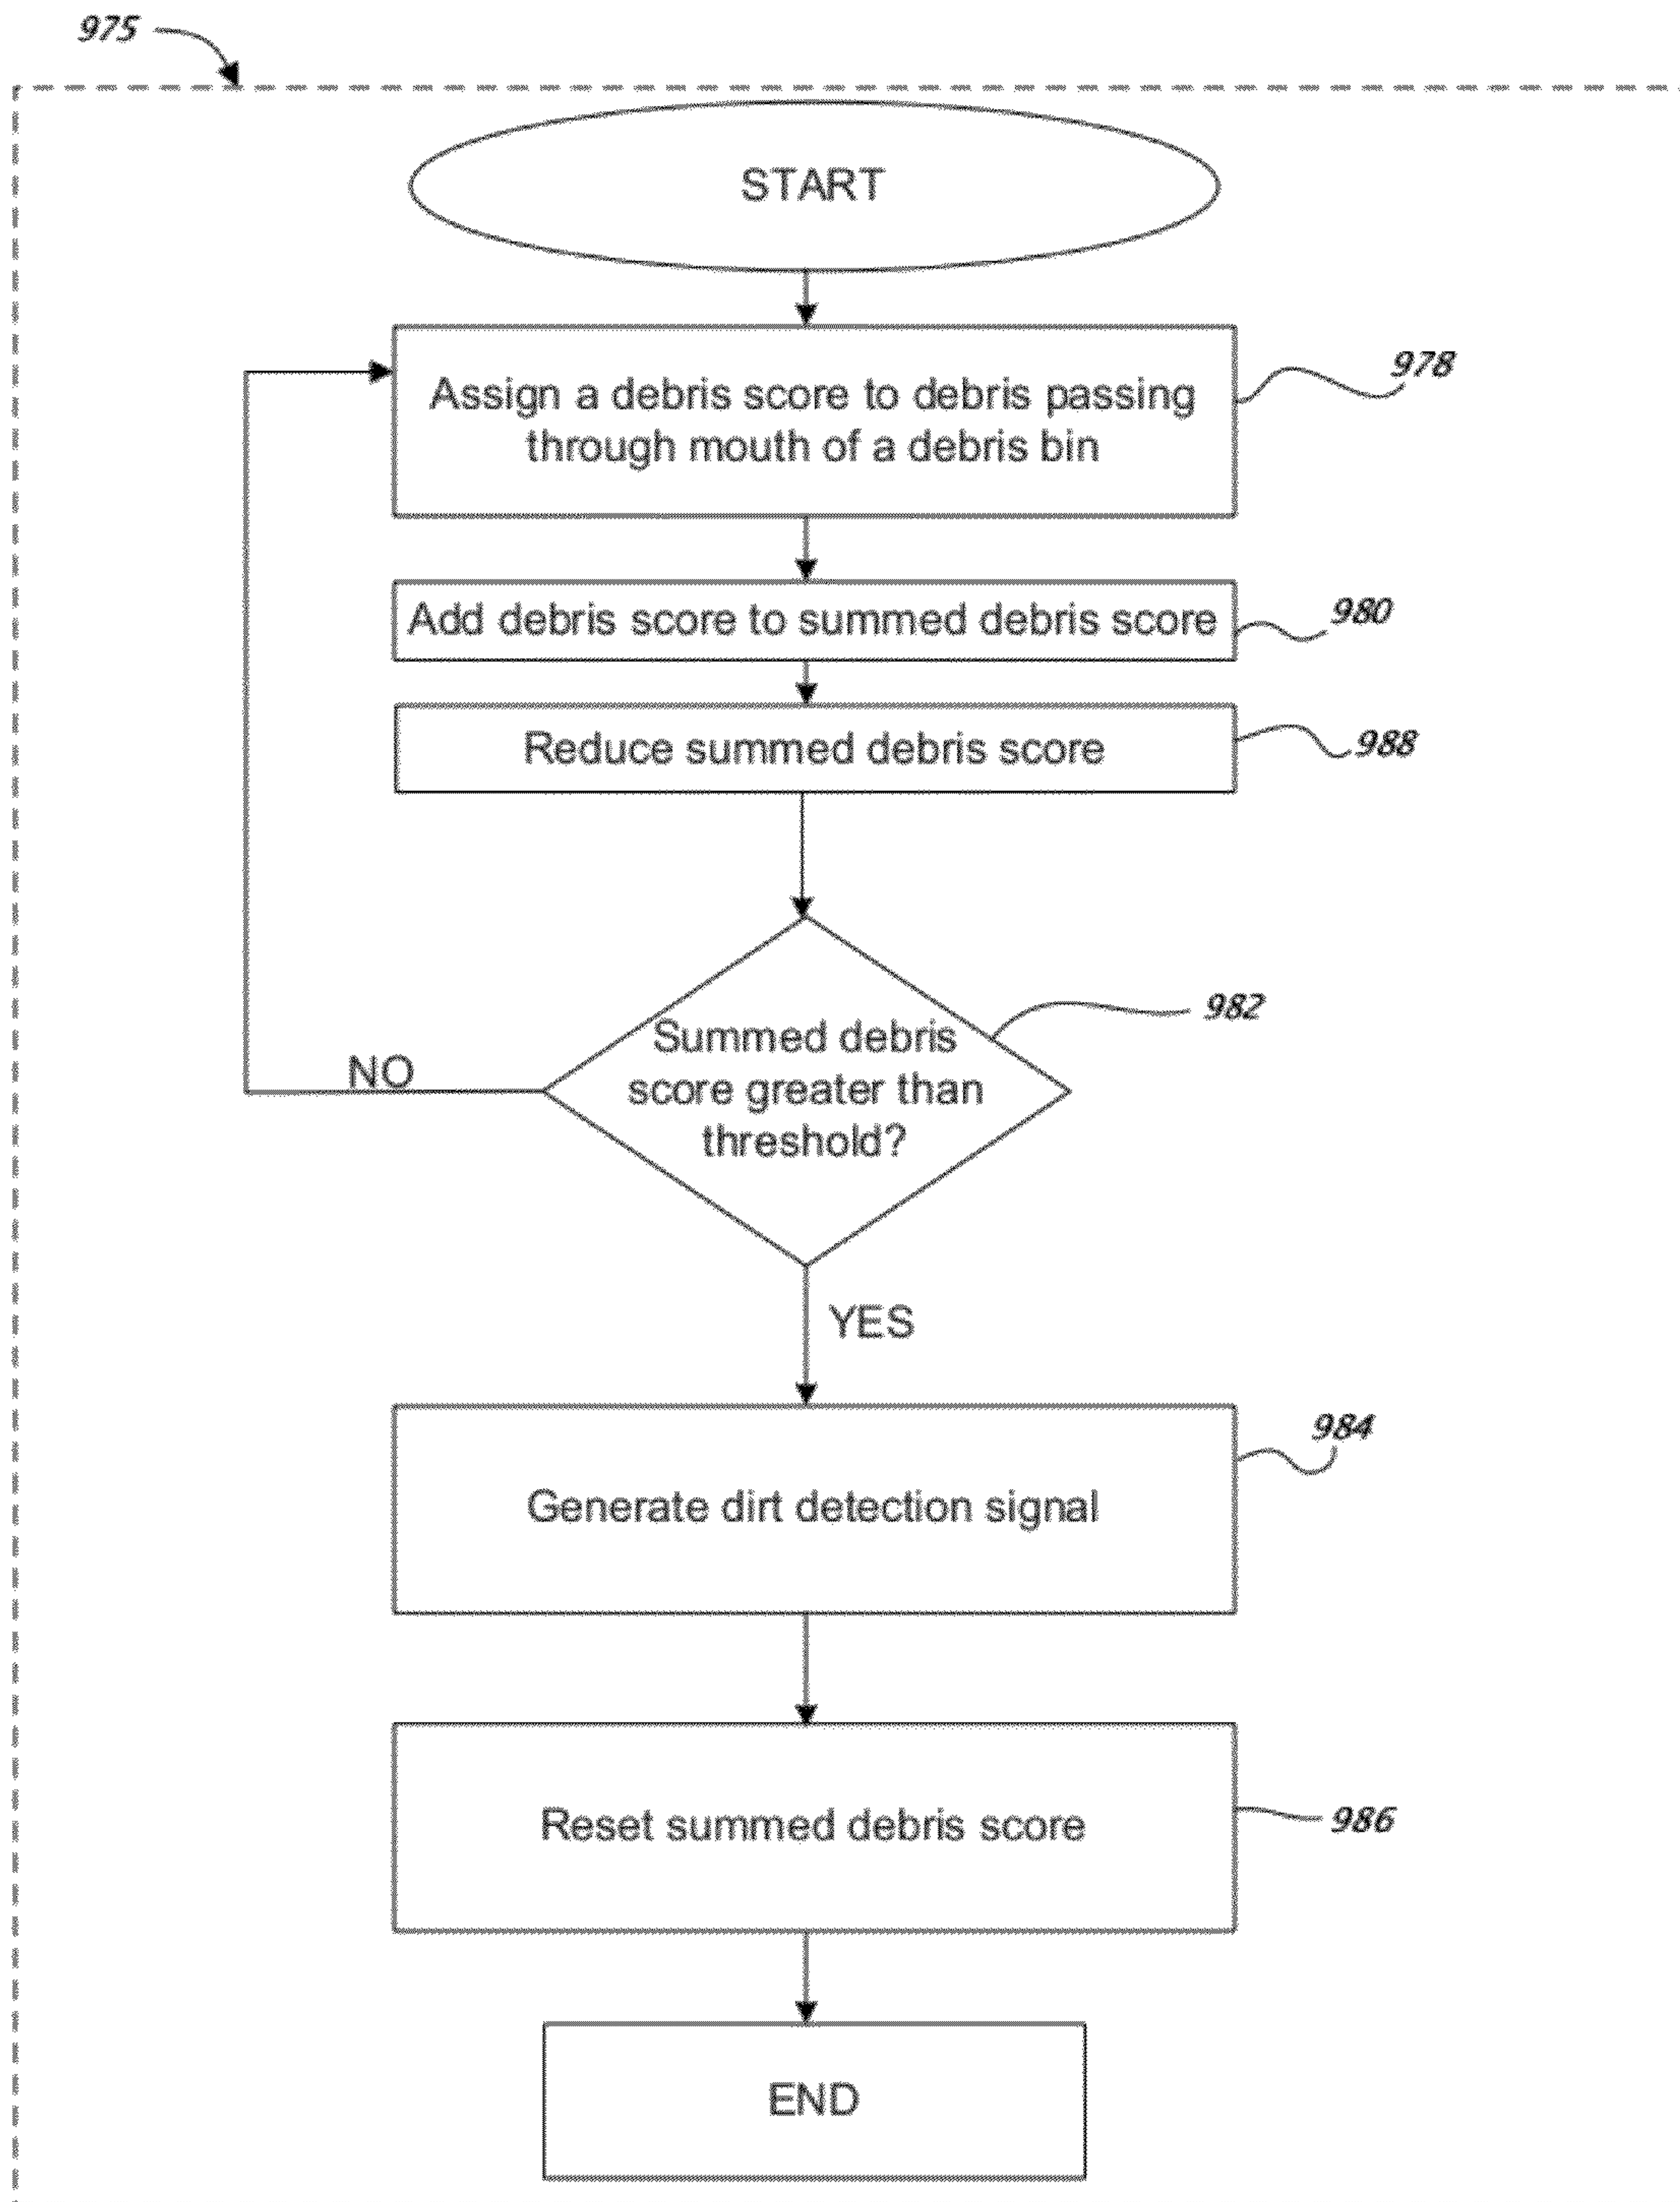 975
START
Assign a debris score to debris passing
through mouth of a debris bin
978
Add debris score to summed debris score
980
Reduce summed debris score
988
Summed debris
score greater than
threshold?
982
NO
YES
Generate dirt detection signal
984
Reset summed debris score
986
END